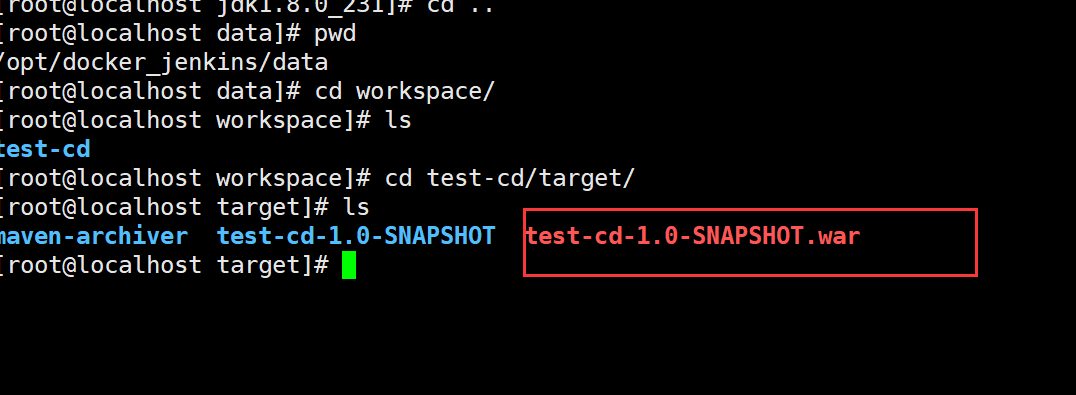 [root@localhost jdk1.8.0_231]# cd ..
[root@localhost data]# pwd
/opt/docker_jenkins/data
[root@localhost data]# cd workspace/
[root@localhost workspace]# ls
test-cd
[root@localhost workspace]# cd test-cd/target/
[root@localhost target]# ls
maven-archiver  test-cd-1.0-SNAPSHOT  test-cd-1.0-SNAPSHOT.war
[root@localhost target]#